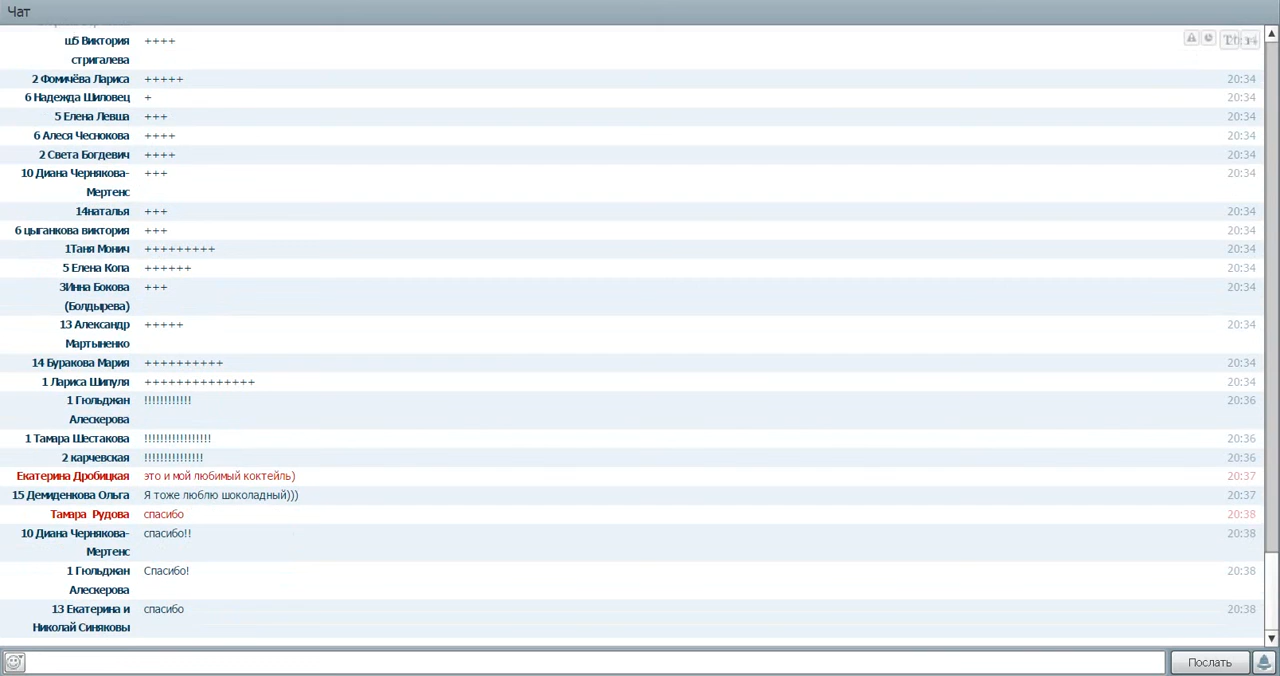 Чат
ш5 Виктория ++++
стригалева
2 Фомичёва Лариса +++++ 20:34
6 Надежда Шиловец + 20:34
5 Елена Левша +++ 20:34
6 Алеся Чеснокова ++++ 20:34
2 Света Богдевич ++++ 20:34
10 Диана Чернякова- +++ 20:34
Мертенс
14наталья +++ 20:34
6 цыганкова виктория +++ 20:34
1Таня Монич +++++++++ 20:34
5 Елена Копа ++++++ 20:34
3Инна Бокова +++ 20:34
(Болдырева)
13 Александр +++++ 20:34
Мартыненко
14 Буракова Мария ++++++++++ 20:34
1 Лариса Шипуля ++++++++++++++ 20:34
1 Гюльджан !!!!!!!!!!!! 20:36
Алескерова
1 Тамара Шестакова !!!!!!!!!!!!!!!!! 20:36
2 карчевская !!!!!!!!!!!!!!! 20:36
Екатерина Дробицкая это и мой любимый коктейль) 20:37
15 Демиденкова Ольга Я тоже люблю шоколадный))) 20:37
Тамара Рудова спасибо 20:38
10 Диана Чернякова- спасибо!! 20:38
Мертенс
1 Гюльджан Спасибо! 20:38
Алескерова
13 Екатерина и спасибо 20:38
Николай Синяковы
Послать